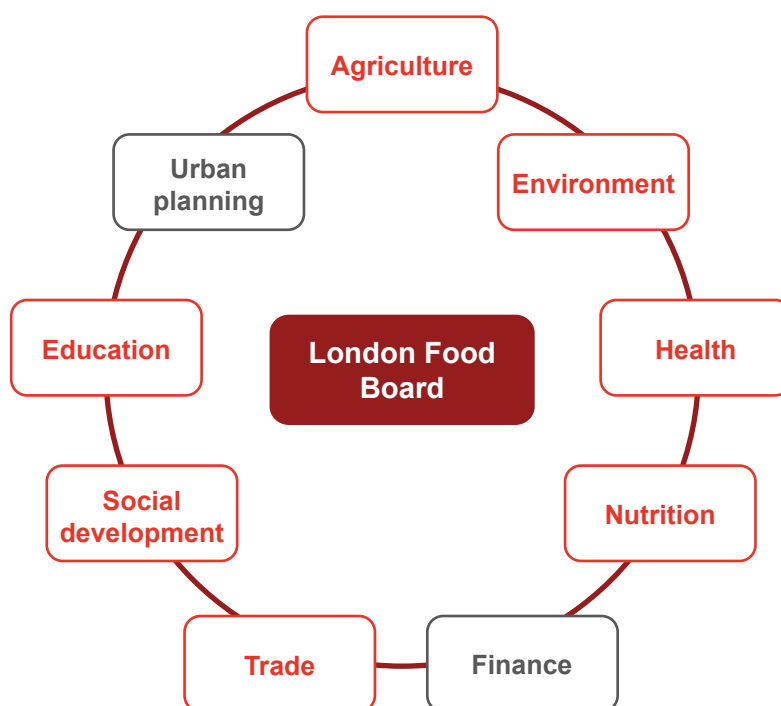 Agriculture
Urban
planning
Environment
Education
London Food
Board
Health
Social
development
Nutrition
Trade
Finance